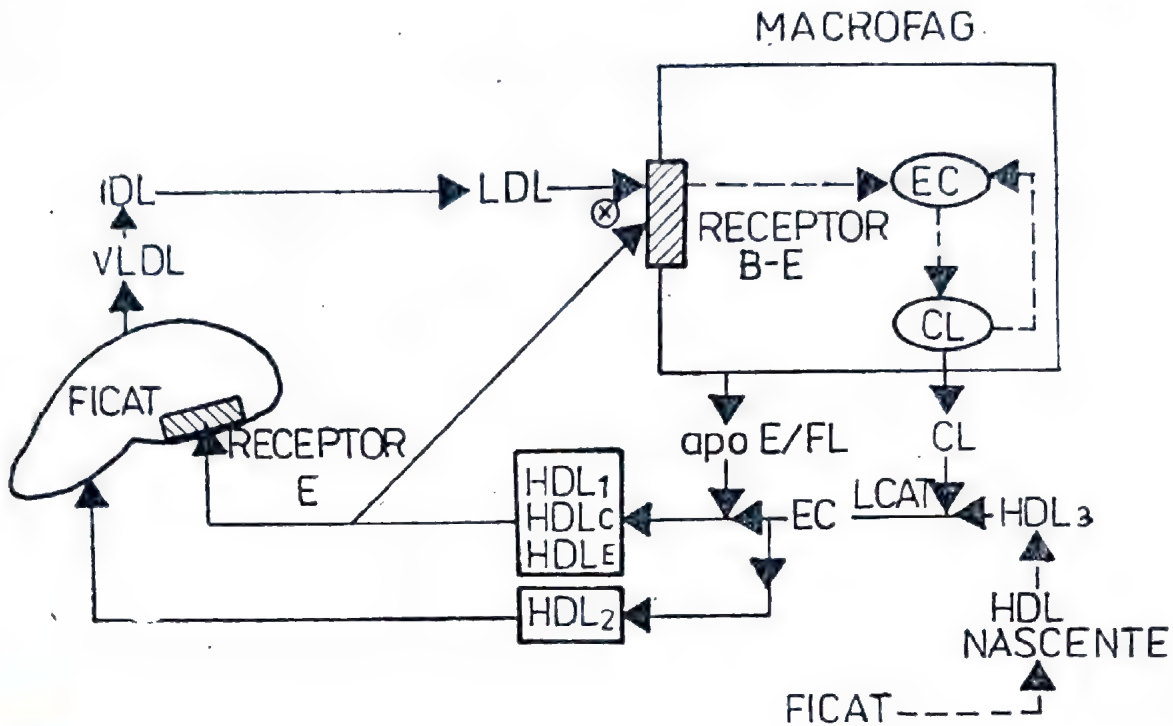 MACROFAG
IDL
LDL
EC
RECEPTOR
B-E
VLDL
CL
FICAT
RECEPTOR
E
apo E/FL
CL
HDL1
HDLC
HDLE
EC
LCAT
HDL3
HDL2
HDL
NASCENTE
FICAT